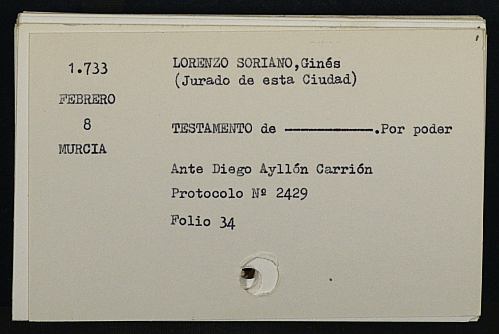 1.733
FEBRERO
8
MURCIA
LORENZO SORIANO,Ginés
(Jurado de esta Ciudad)
TESTAMENTO de —————.Por poder
Ante Diego Ayllón Carrión
Protocolo Nº 2429
Folio 34